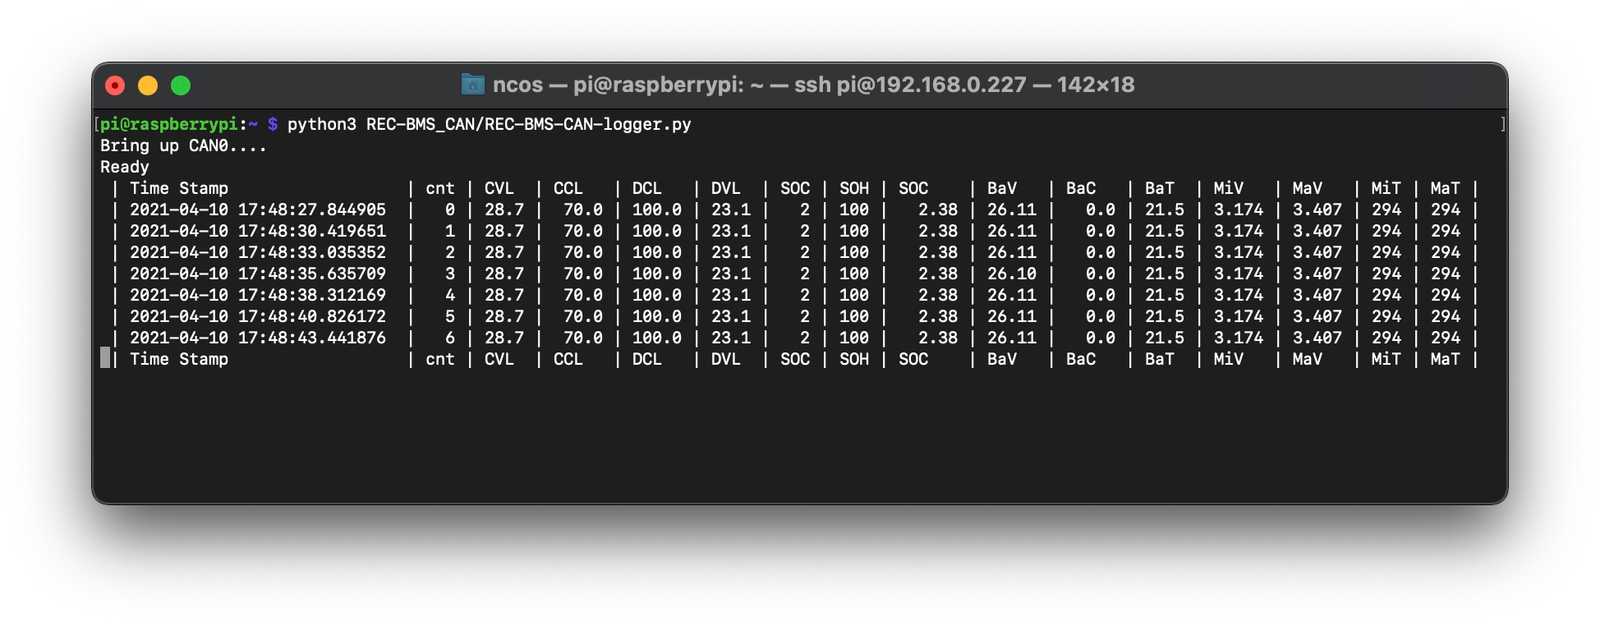 ncos — pi@raspberrypi: ~ — ssh pi@192.168.0.227 — 142×18
[pi@raspberrypi:~ $ python3 REC-BMS_CAN/REC-BMS-CAN-logger.py ]
Bring up CAN0....
Ready
| Time Stamp | cnt | CVL | CCL | DCL | DVL | SOC | SOH | SOC | BaV | BaC | BaT | MiV | MaV | MiT | MaT |
| 2021-04-10 17:48:27.844905 | 0 | 28.7 | 70.0 | 100.0 | 23.1 | 2 | 100 | 2.38 | 26.11 | 0.0 | 21.5 | 3.174 | 3.407 | 294 | 294 |
| 2021-04-10 17:48:30.419651 | 1 | 28.7 | 70.0 | 100.0 | 23.1 | 2 | 100 | 2.38 | 26.11 | 0.0 | 21.5 | 3.174 | 3.407 | 294 | 294 |
| 2021-04-10 17:48:33.035352 | 2 | 28.7 | 70.0 | 100.0 | 23.1 | 2 | 100 | 2.38 | 26.11 | 0.0 | 21.5 | 3.174 | 3.407 | 294 | 294 |
| 2021-04-10 17:48:35.635709 | 3 | 28.7 | 70.0 | 100.0 | 23.1 | 2 | 100 | 2.38 | 26.10 | 0.0 | 21.5 | 3.174 | 3.407 | 294 | 294 |
| 2021-04-10 17:48:38.312169 | 4 | 28.7 | 70.0 | 100.0 | 23.1 | 2 | 100 | 2.38 | 26.11 | 0.0 | 21.5 | 3.174 | 3.407 | 294 | 294 |
| 2021-04-10 17:48:40.826172 | 5 | 28.7 | 70.0 | 100.0 | 23.1 | 2 | 100 | 2.38 | 26.11 | 0.0 | 21.5 | 3.174 | 3.407 | 294 | 294 |
| 2021-04-10 17:48:43.441876 | 6 | 28.7 | 70.0 | 100.0 | 23.1 | 2 | 100 | 2.38 | 26.11 | 0.0 | 21.5 | 3.174 | 3.407 | 294 | 294 |
| Time Stamp | cnt | CVL | CCL | DCL | DVL | SOC | SOH | SOC | BaV | BaC | BaT | MiV | MaV | MiT | MaT |